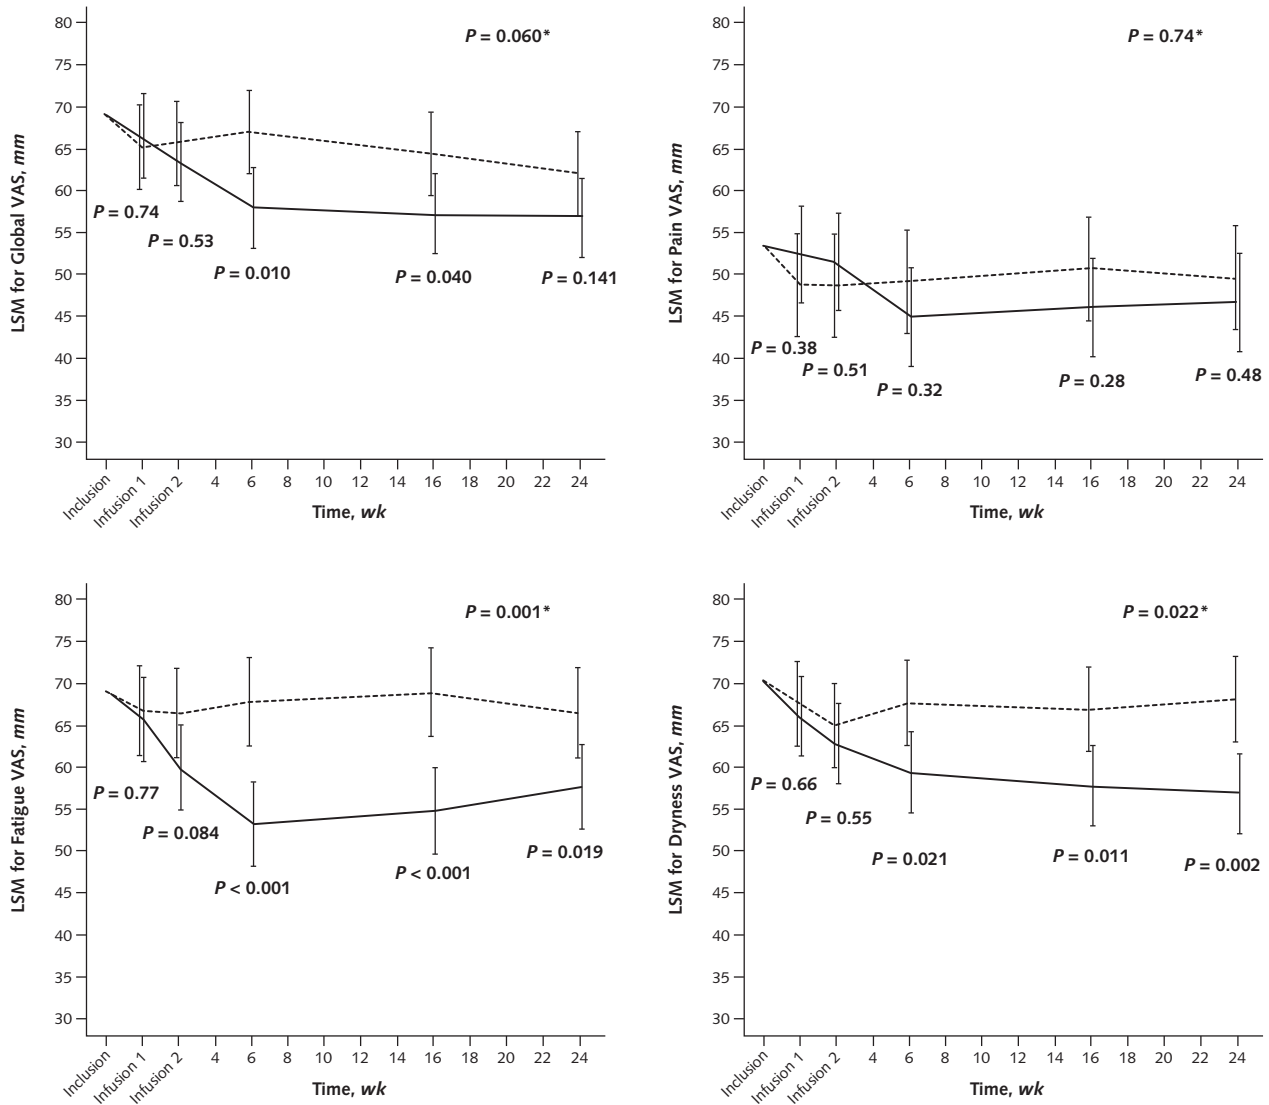 P = 0.060*
LSM for Global VAS, mm
80
75
70
65
60
55
50
45
40
35
30
P = 0.74
P = 0.53
P = 0.010
P = 0.040
P = 0.141
Inclusion
Infusion 1
Infusion 2
4 6 8 10 12 14 16 18 20 22 24
Time, wk
P = 0.74*
LSM for Pain VAS, mm
80
75
70
65
60
55
50
45
40
35
30
P = 0.38
P = 0.51
P = 0.32
P = 0.28
P = 0.48
Inclusion
Infusion 1
Infusion 2
4 6 8 10 12 14 16 18 20 22 24
Time, wk
P = 0.001*
LSM for Fatigue VAS, mm
80
75
70
65
60
55
50
45
40
35
30
P = 0.77
P = 0.084
P < 0.001
P < 0.001
P = 0.019
Inclusion
Infusion 1
Infusion 2
4 6 8 10 12 14 16 18 20 22 24
Time, wk
P = 0.022*
LSM for Dryness VAS, mm
80
75
70
65
60
55
50
45
40
35
30
P = 0.66
P = 0.55
P = 0.021
P = 0.011
P = 0.002
Inclusion
Infusion 1
Infusion 2
4 6 8 10 12 14 16 18 20 22 24
Time, wk